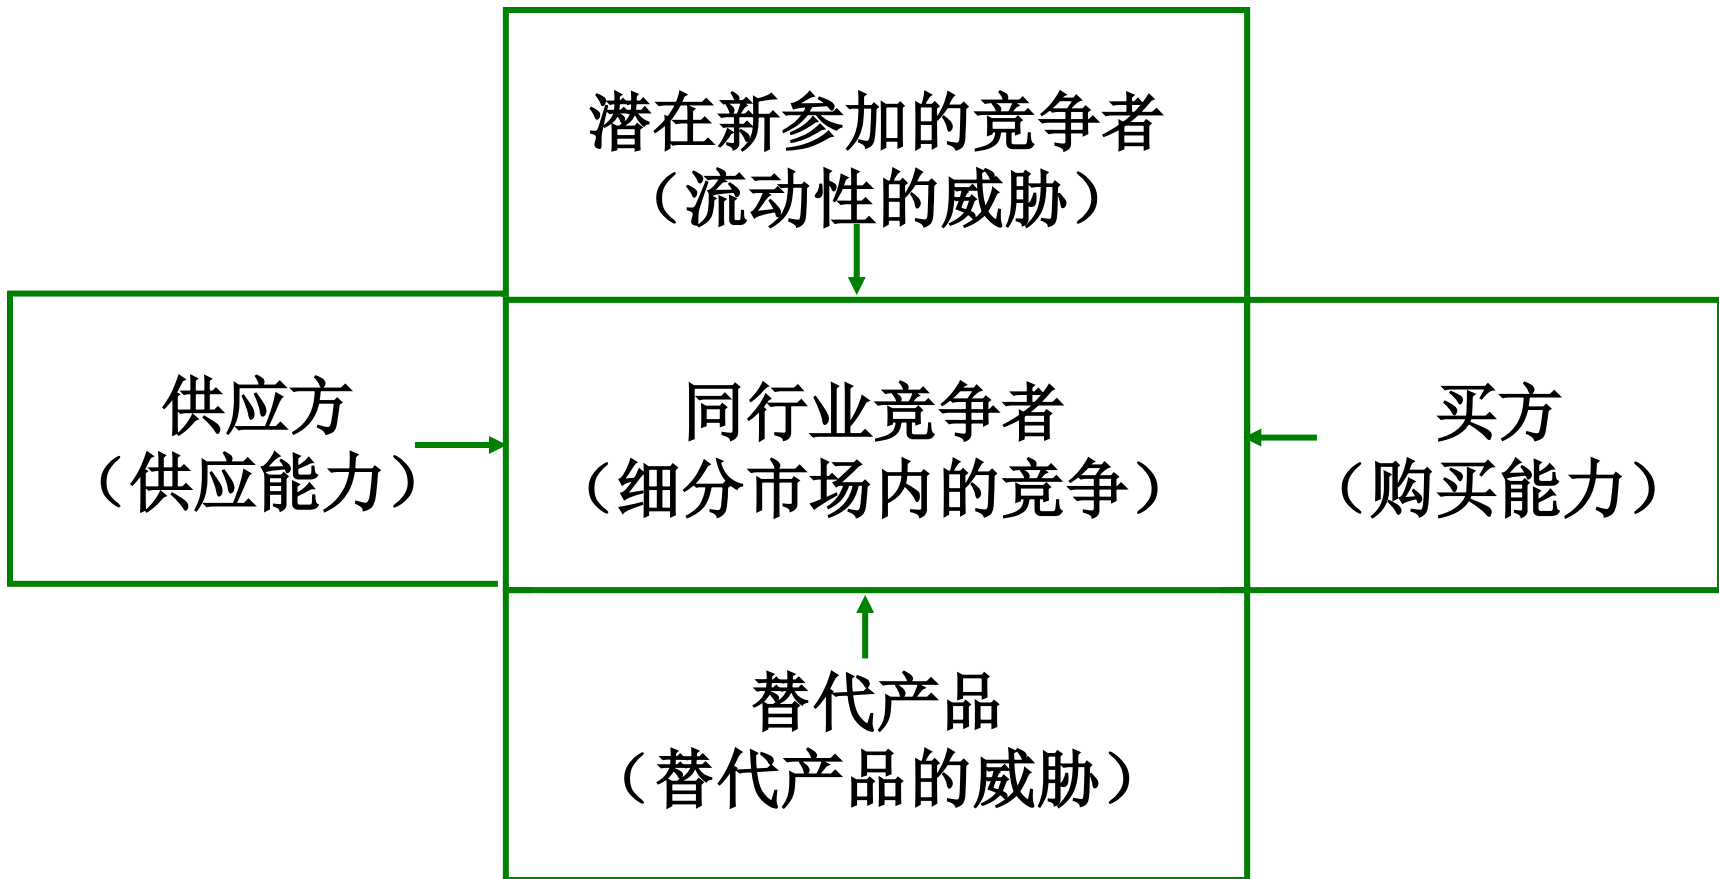 潜在新参加的竞争者
（流动性的威胁）
供应方
（供应能力）
同行业竞争者
（细分市场内的竞争）
买方
（购买能力）
替代产品
（替代产品的威胁）